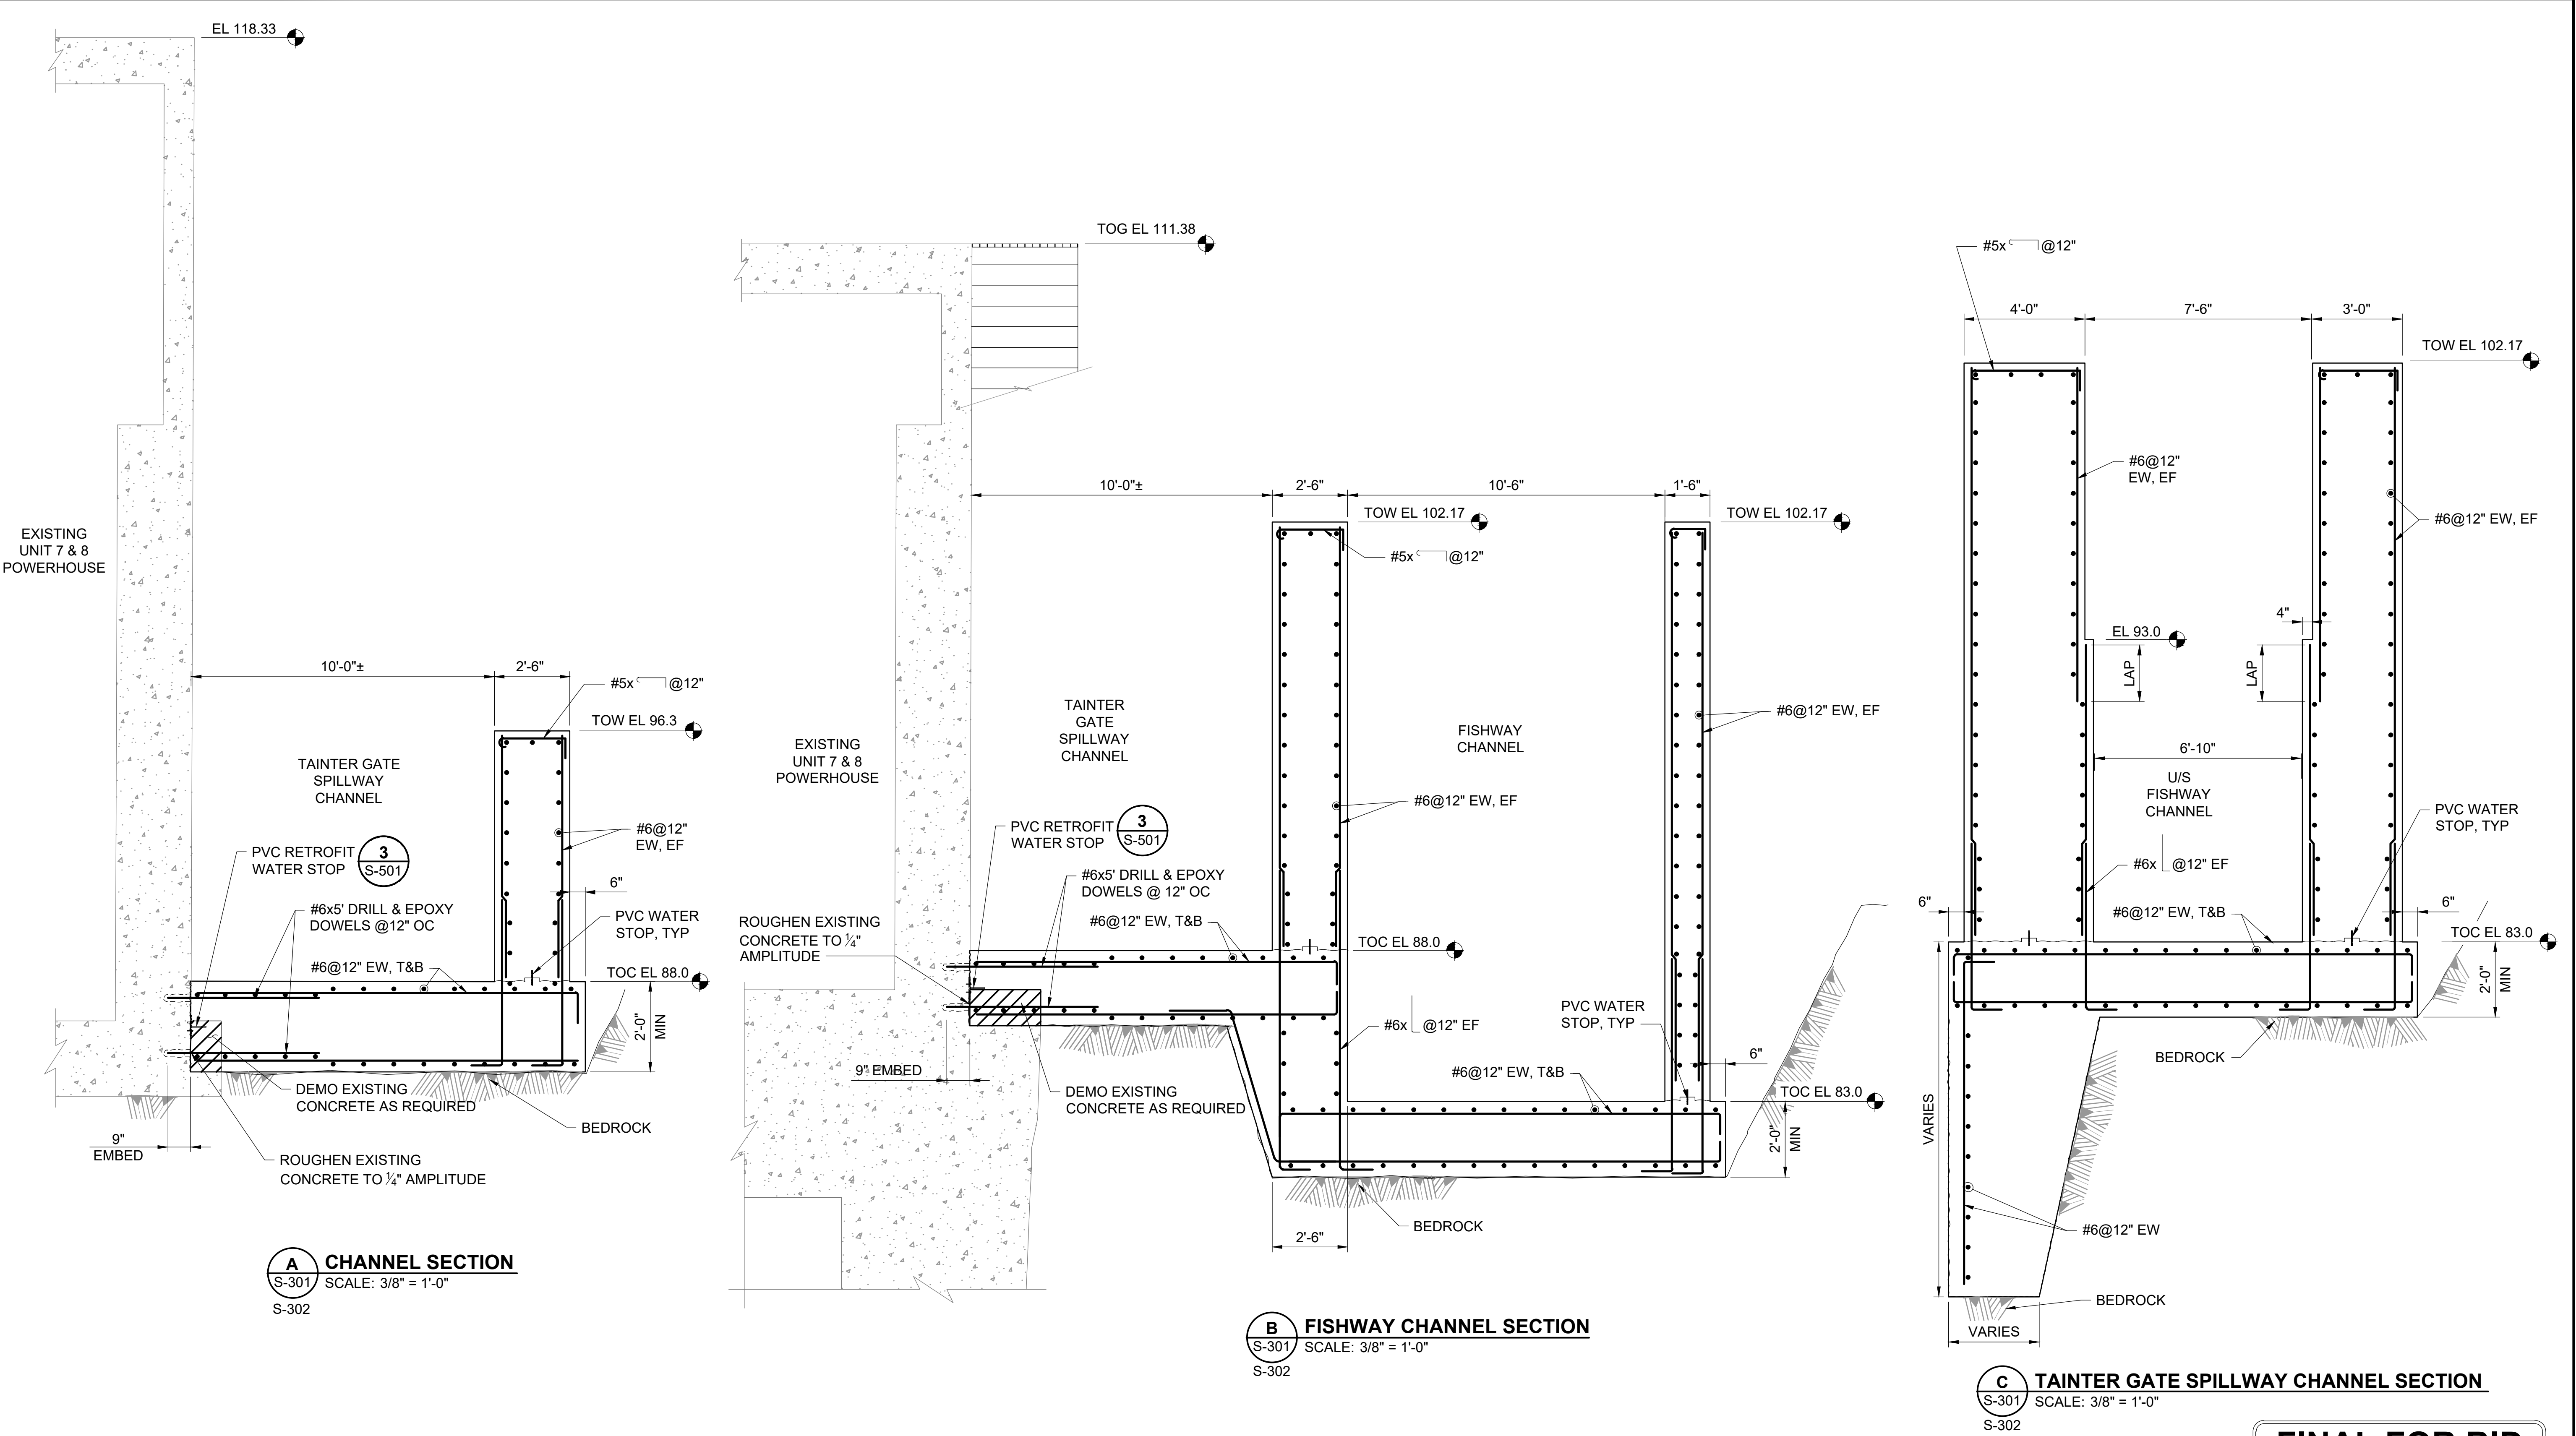 EL 118.33
EXISTING
UNIT 7 & 8
POWERHOUSE
10'-0"±
2'-6"
#5x @12"
TOW EL 96.3
TAINTER GATE
SPILLWAY
CHANNEL
#6@12"
EW, EF
PVC RETROFIT
WATER STOP
3
S-501
6"
#6x5' DRILL & EPOXY
DOWELS @12" OC
PVC WATER
STOP, TYP
#6@12" EW, T&B
TOC EL 88.0
2'-0"
MIN
DEMO EXISTING
CONCRETE AS REQUIRED
BEDROCK
9"
EMBED
ROUGHEN EXISTING
CONCRETE TO ¼" AMPLITUDE
A
S-301
S-302
CHANNEL SECTION
SCALE: 3/8" = 1'-0"
TOG EL 111.38
10'-0"±
2'-6"
10'-6"
1'-6"
TOW EL 102.17
TOW EL 102.17
#5x @12"
TAINTER
GATE
SPILLWAY
CHANNEL
FISHWAY
CHANNEL
#6@12" EW, EF
EXISTING
UNIT 7 & 8
POWERHOUSE
#6@12" EW, EF
PVC RETROFIT
WATER STOP
3
S-501
#6x5' DRILL & EPOXY
DOWELS @ 12" OC
ROUGHEN EXISTING
CONCRETE TO ¼"
AMPLITUDE
#6@12" EW, T&B
TOC EL 88.0
PVC WATER
STOP, TYP
#6x @12" EF
9" EMBED
#6@12" EW, T&B
6"
DEMO EXISTING
CONCRETE AS REQUIRED
TOC EL 83.0
2'-0"
MIN
BEDROCK
2'-6"
B
S-301
S-302
FISHWAY CHANNEL SECTION
SCALE: 3/8" = 1'-0"
#5x @12"
4'-0"
7'-6"
3'-0"
TOW EL 102.17
#6@12"
EW, EF
#6@12" EW, EF
4"
EL 93.0
LAP
LAP
6'-10"
U/S
FISHWAY
CHANNEL
PVC WATER
STOP, TYP
#6x @12" EF
6"
#6@12" EW, T&B
6"
TOC EL 83.0
2'-0"
MIN
BEDROCK
VARIES
#6@12" EW
BEDROCK
VARIES
C
S-301
S-302
TAINTER GATE SPILLWAY CHANNEL SECTION
SCALE: 3/8" = 1'-0"
FINAL FOR BID